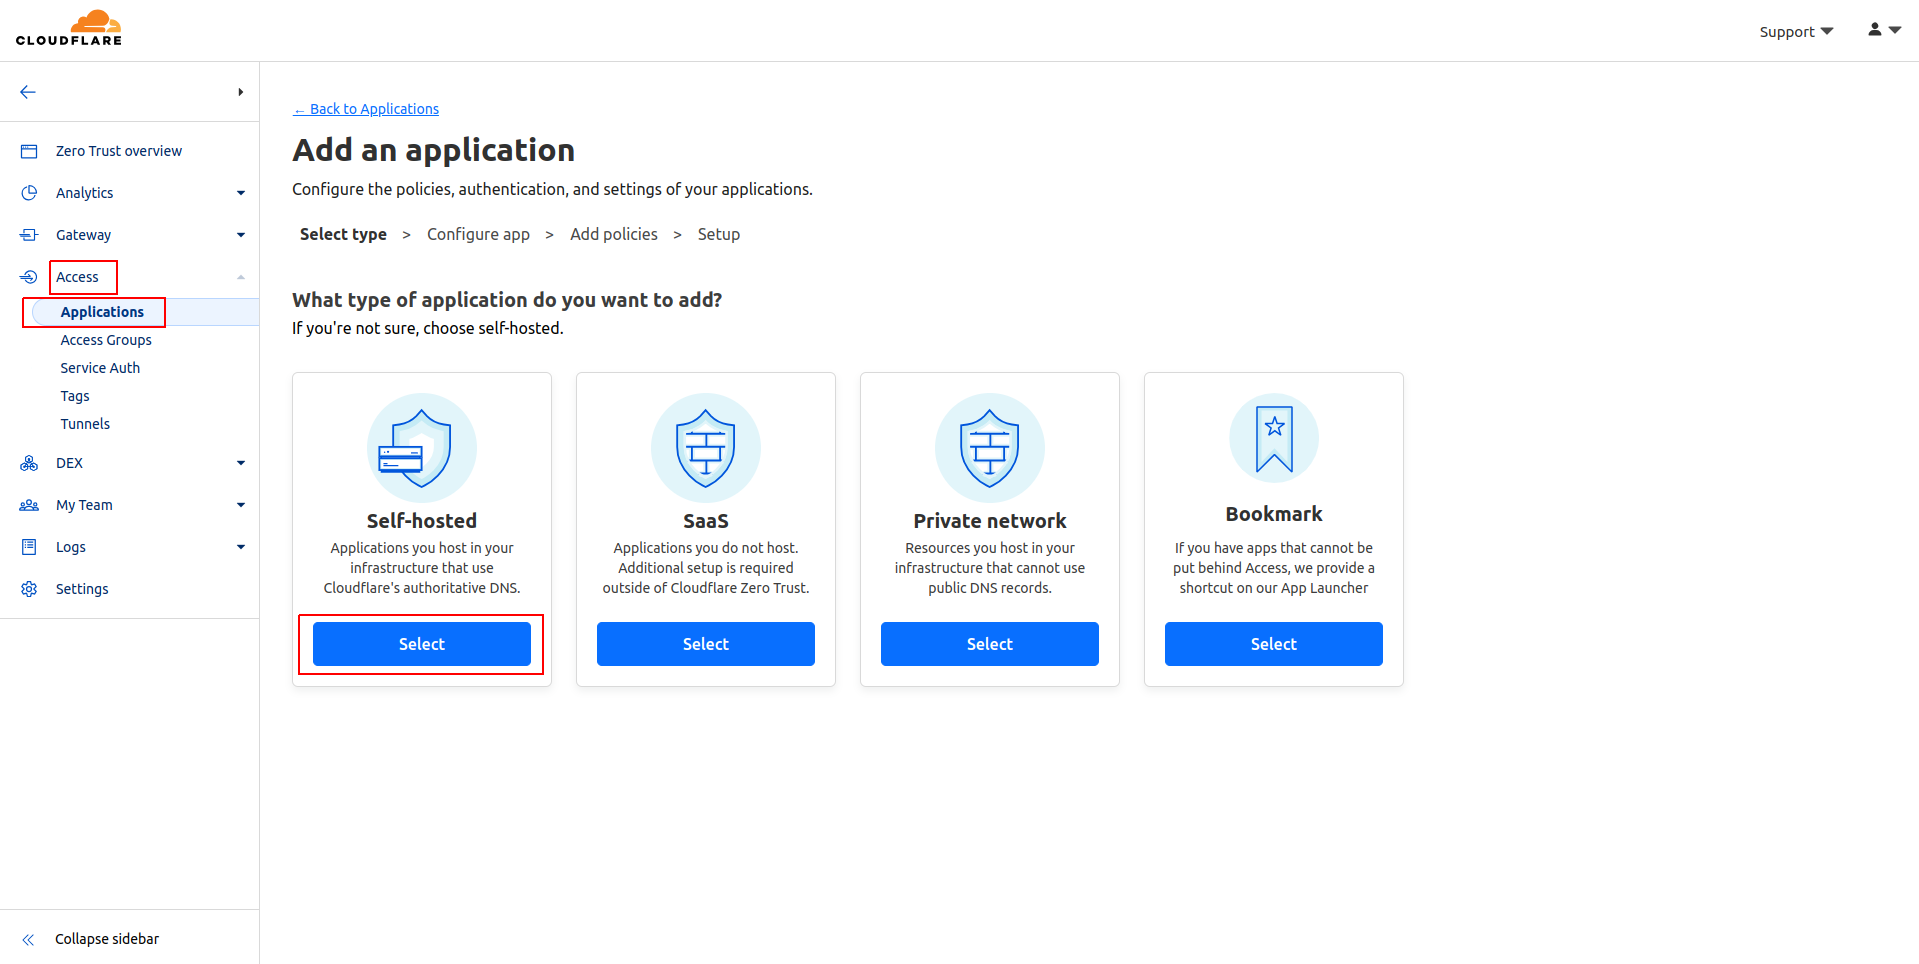 CLOUDFLARE
Support
Zero Trust overview
Analytics
Gateway
Access
Applications
Access Groups
Service Auth
Tags
Tunnels
DEX
My Team
Logs
Settings
Collapse sidebar
← Back to Applications
Add an application
Configure the policies, authentication, and settings of your applications.
Select type > Configure app > Add policies > Setup
What type of application do you want to add?
If you're not sure, choose self-hosted.
Self-hosted
Applications you host in your
infrastructure that use
Cloudflare's authoritative DNS.
Select
SaaS
Applications you do not host.
Additional setup is required
outside of Cloudflare Zero Trust.
Select
Private network
Resources you host in your
infrastructure that cannot use
public DNS records.
Select
Bookmark
If you have apps that cannot be
put behind Access, we provide a
shortcut on our App Launcher
Select